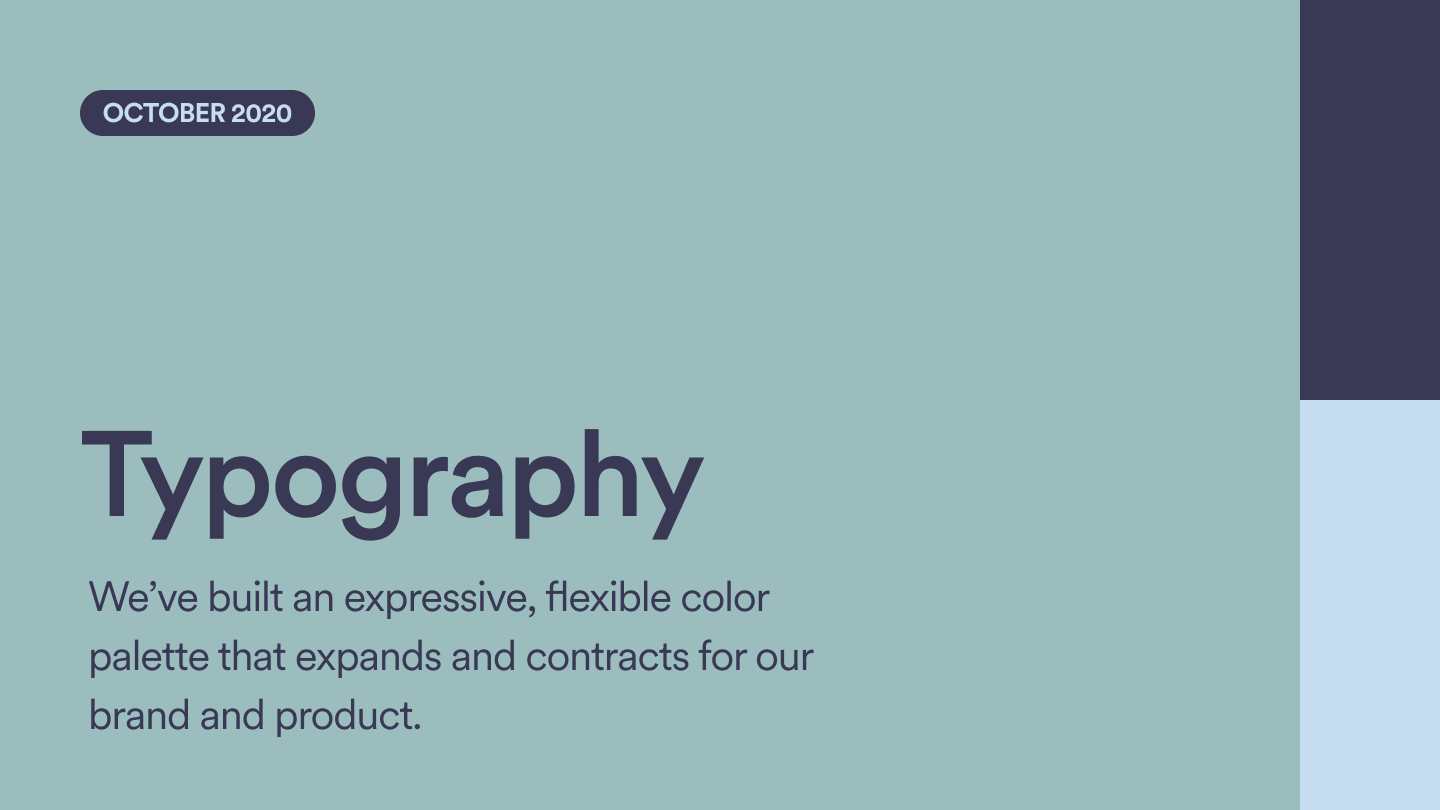 OCTOBER 2020
Typography
We’ve built an expressive, flexible color
palette that expands and contracts for our
brand and product.